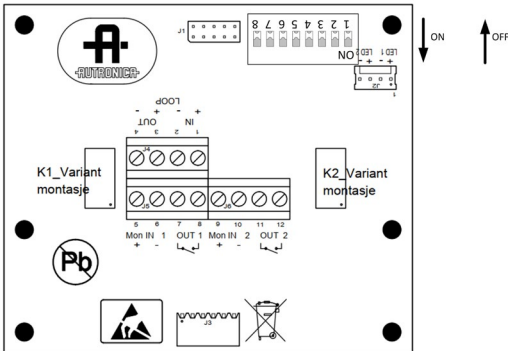 8 7 6 5 4 3 2 1
NO
J1
ON
OFF
AUTRONICA
LED 2 LED 1
- + - +
J2
1
LOOP
- + - +
OUT IN
4 3 2 1
J4
K1_Variant
montasje
K2_Variant
montasje
J5 J6
5 6 7 8 9 10 11 12
Mon IN 1 OUT 1 Mon IN 2 OUT 2
+ - + -
Pb
J3